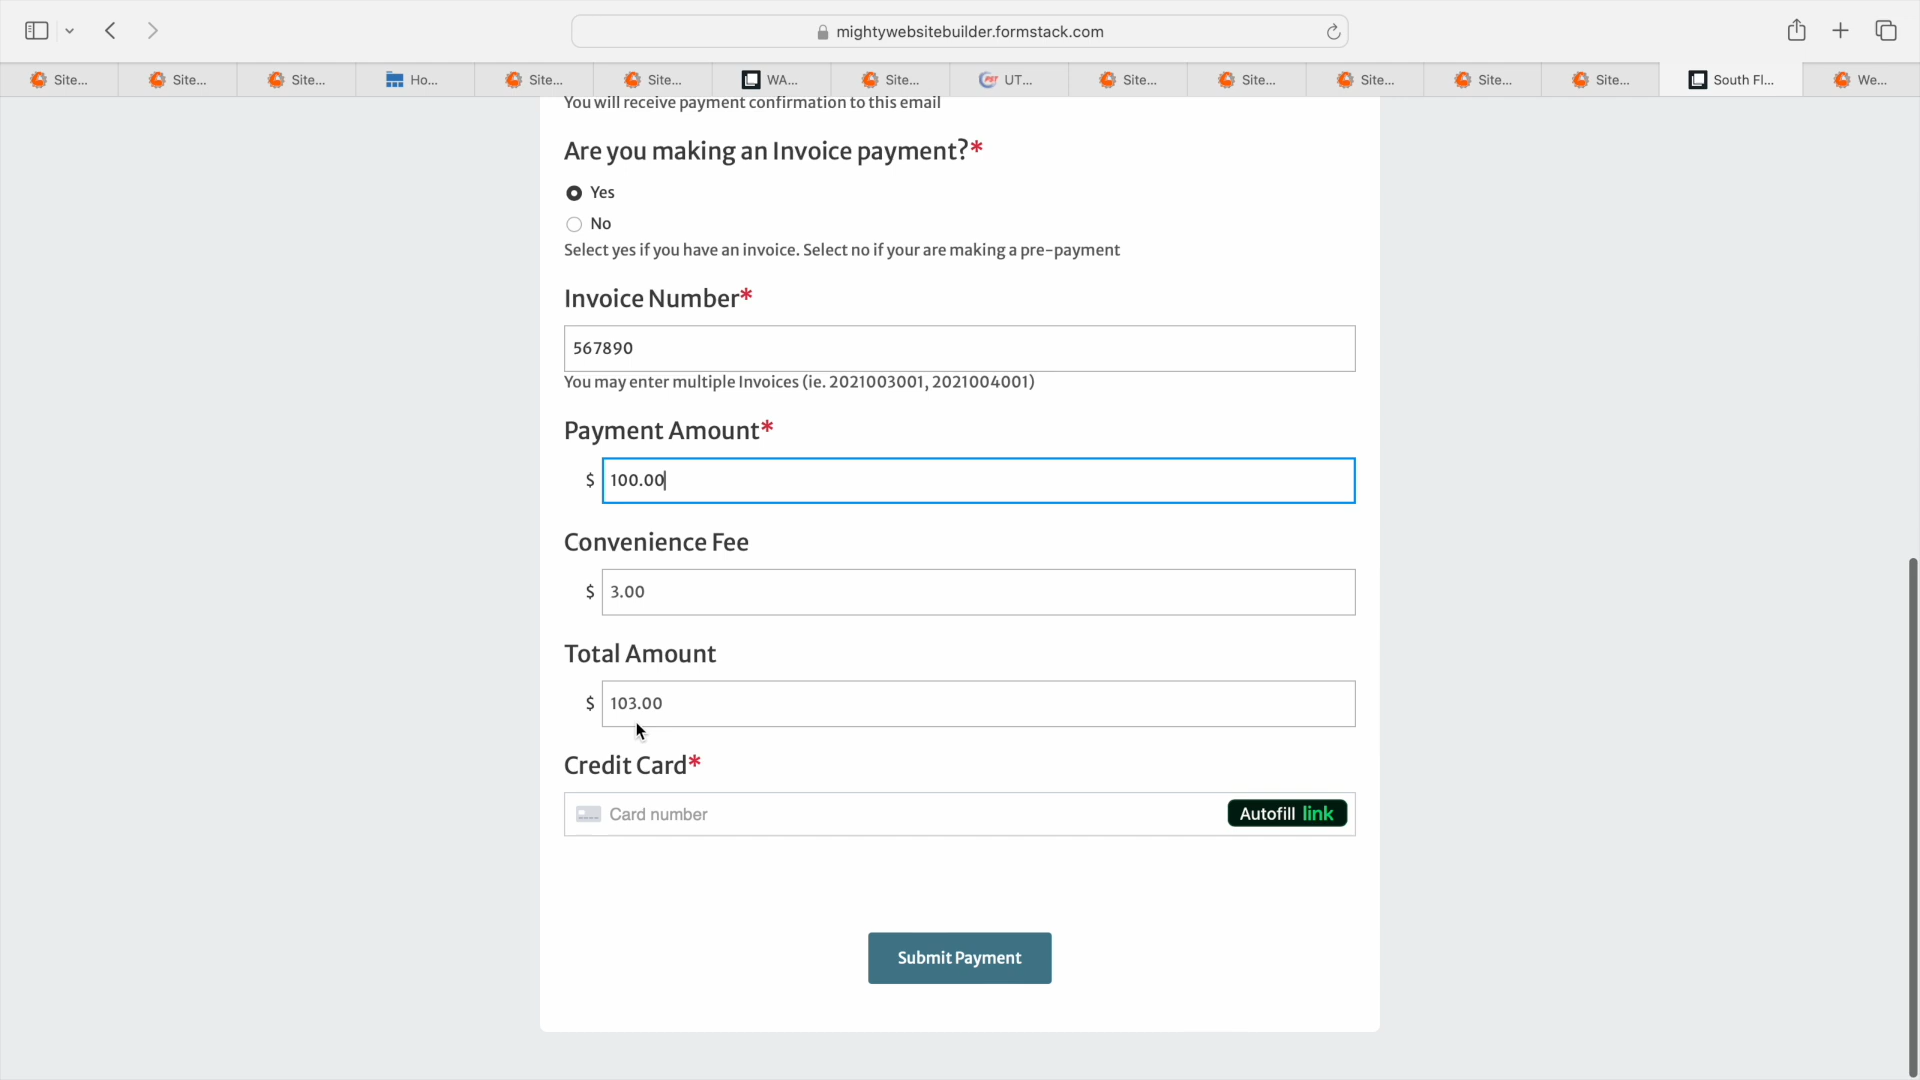 mightywebsitebuilder.formstack.com
Site...
Site...
Site...
Ho...
Site...
Site...
WA...
Site...
UT...
Site...
Site...
Site...
Site...
Site...
South Fl...
We...
You will receive payment confirmation to this email
Are you making an Invoice payment?*
Yes
No
Select yes if you have an invoice. Select no if your are making a pre-payment
Invoice Number*
567890
You may enter multiple Invoices (ie. 2021003001, 2021004001)
Payment Amount*
$ 100.00
Convenience Fee
$ 3.00
Total Amount
$ 103.00
Credit Card*
Card number
Autofill link
Submit Payment